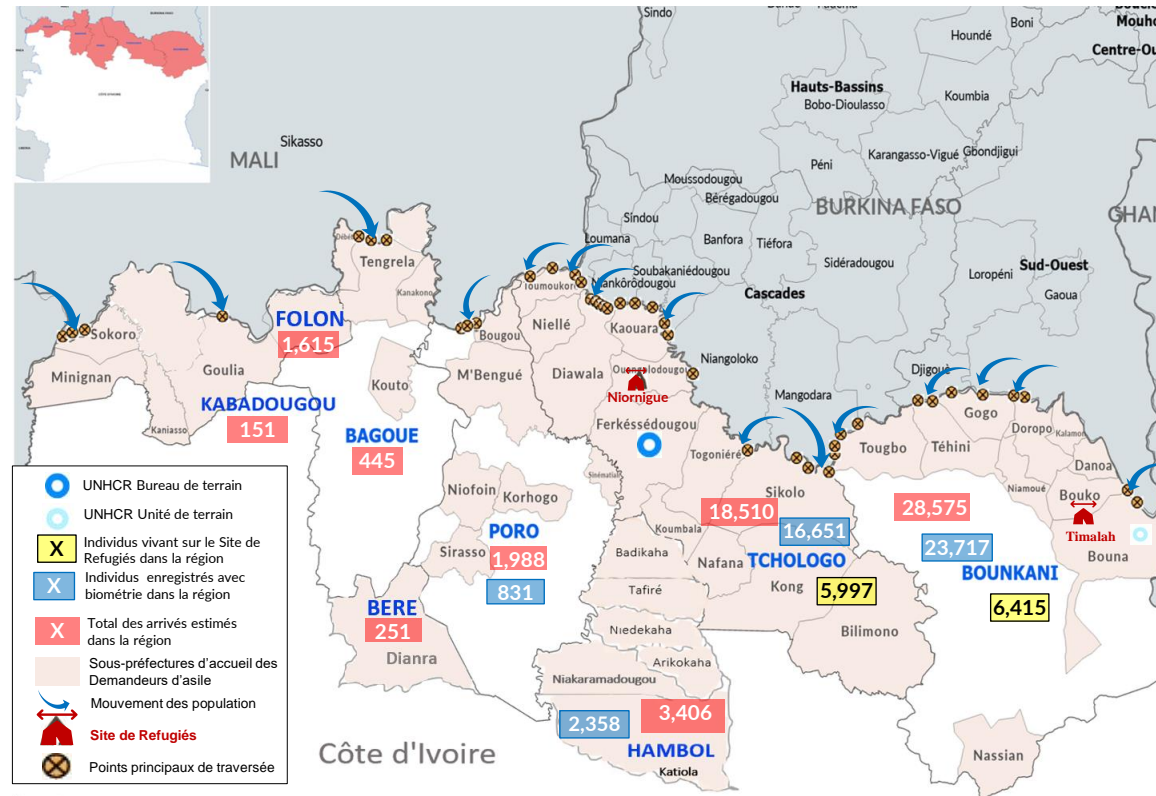 Sindo
Houndé
Boni
Mouho
Centre-Ou
Hauts-Bassins
Bobo-Dioulasso
Koumbia
Sikasso
MALI
Péni
Karangasso-Vigué
Gbondjigui
Moussodougou
Bèrégadougou
BURKINA FASO
GHAN
Sindou
Loumana
Banfora
Tiéfora
Sidéradougou
Soubakaniédougou
Niankôrôdougou
Loropéni
Sud-Ouest
Gaoua
Cascades
Niangoloko
Mangodara
Djigouè
Tengrela
Kanakono
Toumoukoro
FOLON
1,615
Sokoro
Minignan
Goulia
Kaniasso
KABADOUGOU
151
Bougou
Niellé
Kaouara
M'Bengué
Diawala
Ouangolodougou
Niornigue
Kouto
BAGOUE
445
Ferkéssédougou
Togoniéré
Tougbo
Téhini
Gogo
Doropo
Kalamon
Danoa
Niamoué
Bouko
Timalah
Bouna
Niofoin
Korhogo
Sinématiali
Sikolo
18,510
16,651
28,575
23,717
PORO
1,988
831
Sirasso
Koumbala
Nafana
TCHOLOGO
Kong
5,997
BOUNKANI
6,415
Badikaha
Tafiré
BERE
251
Dianra
Niedekaha
Bilimono
Arikokaha
Niakaramadougou
2,358
3,406
HAMBOL
Katiola
Nassian
Côte d'Ivoire
UNHCR Bureau de terrain
UNHCR Unité de terrain
X
Individus vivant sur le Site de
Refugiés dans la région
X
Individus enregistrés avec
biométrie dans la région
X
Total des arrivés estimés
dans la région
Sous-préfectures d'accueil des
Demandeurs d'asile
Mouvement des population
Site de Refugiés
Points principaux de traversée